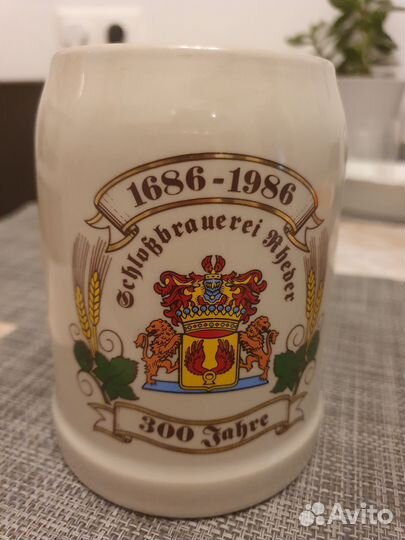 1686-1986
Schloßbrauerei Rheder
300 Jahre
Avito